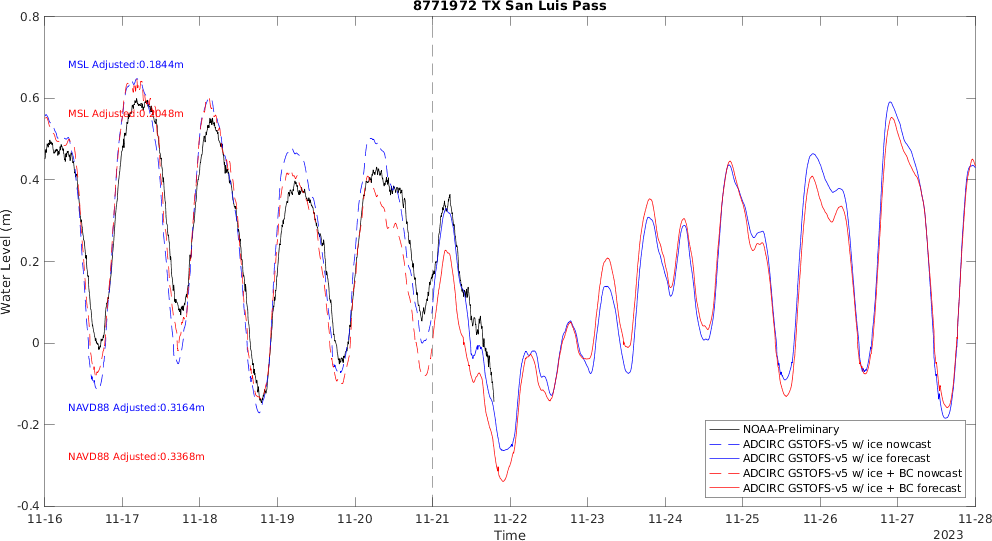 8771972 TX San Luis Pass
0.8
0.6
0.4
0.2
0
-0.2
-0.4
Water Level (m)
MSL Adjusted:0.1844m
MSL Adjusted:0.2048m
NAVD88 Adjusted:0.3164m
NAVD88 Adjusted:0.3368m
NOAA-Preliminary
ADCIRC GSTOFS-v5 w/ ice nowcast
ADCIRC GSTOFS-v5 w/ ice forecast
ADCIRC GSTOFS-v5 w/ ice + BC nowcast
ADCIRC GSTOFS-v5 w/ ice + BC forecast
11-16 11-17 11-18 11-19 11-20 11-21 11-22 11-23 11-24 11-25 11-26 11-27 11-28
Time
2023